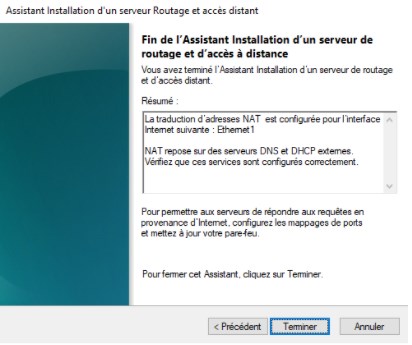 Assistant Installation d'un serveur Routage et accès distant
Fin de l'Assistant Installation d'un serveur de
routage et d'accès à distance
Vous avez terminé l'Assistant Installation d'un serveur de routage
et d'accès distant.
Résumé :
La traduction d'adresses NAT est configurée pour l'interface
Internet suivante : Ethernet1
NAT repose sur des serveurs DNS et DHCP externes.
Vérifiez que ces services sont configurés correctement.
Pour permettre aux serveurs de répondre aux requêtes en
provenance d'Internet, configurez les mappages de ports
et mettez à jour votre pare-feu.
Pour fermer cet Assistant, cliquez sur Terminer.
< Précédent Terminer Annuler